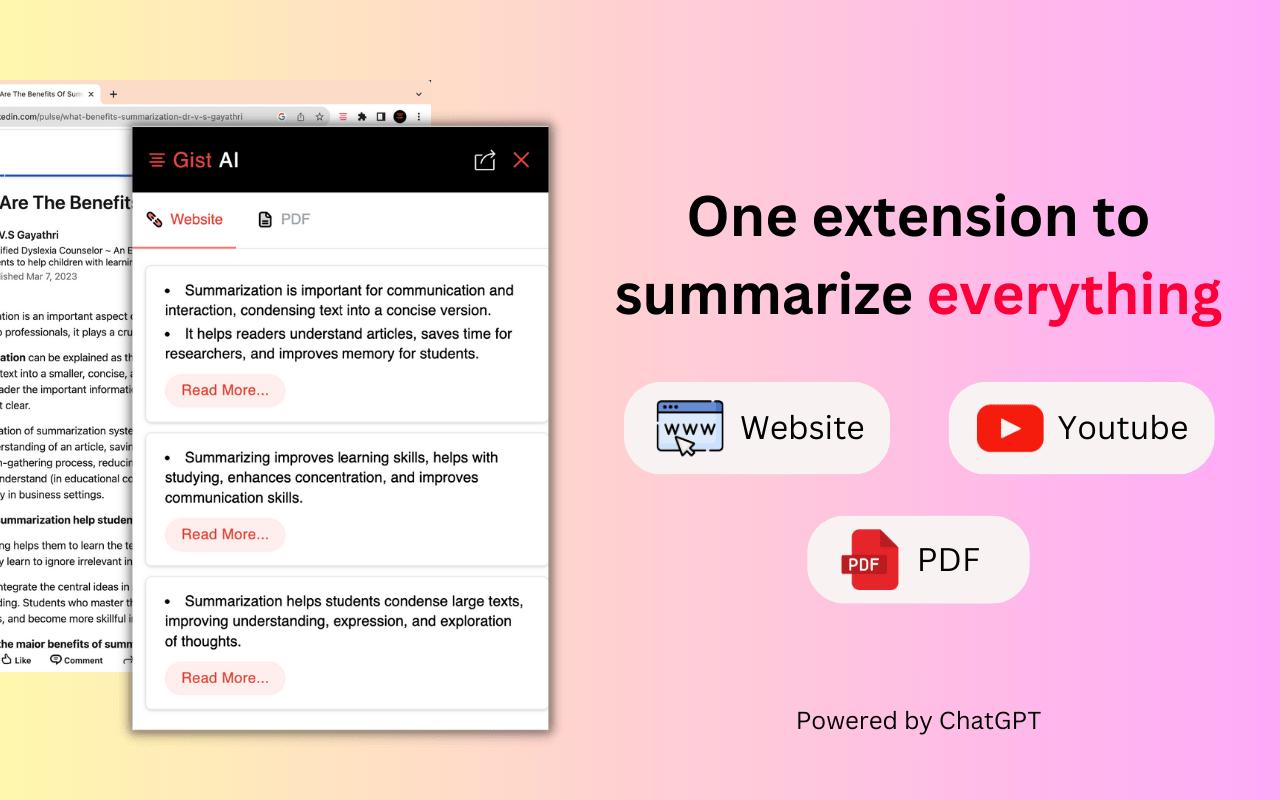 Are The Benefits Of Sum
kedin.com/pulse/what-benefits-summarization-dr-v-s-gayathri
Are The Benefits
V.S Gayathri
ified Dyslexia Counselor ~ An E
ents to help children with learnin
lished Mar 7, 2023
ation is an important aspect o
o professionals, it plays a cru
ation can be explained as th
text into a smaller, concise, a
ader the important informati
t clear.
ation of summarization syste
erstanding of an article, savin
n-gathering process, reducin
understand (in educational co
y in business settings.
summarization help studen
ng helps them to learn the te
y learn to ignore irrelevant in
ntegrate the central ideas in
ding. Students who master th
s, and become more skillful i
the major benefits of summ
Like Comment
Gist AI
Website PDF
• Summarization is important for communication and
interaction, condensing text into a concise version.
• It helps readers understand articles, saves time for
researchers, and improves memory for students.
Read More...
• Summarizing improves learning skills, helps with
studying, enhances concentration, and improves
communication skills.
Read More...
• Summarization helps students condense large texts,
improving understanding, expression, and exploration
of thoughts.
Read More...
One extension to
summarize everything
WWW Website
Youtube
PDF PDF
Powered by ChatGPT